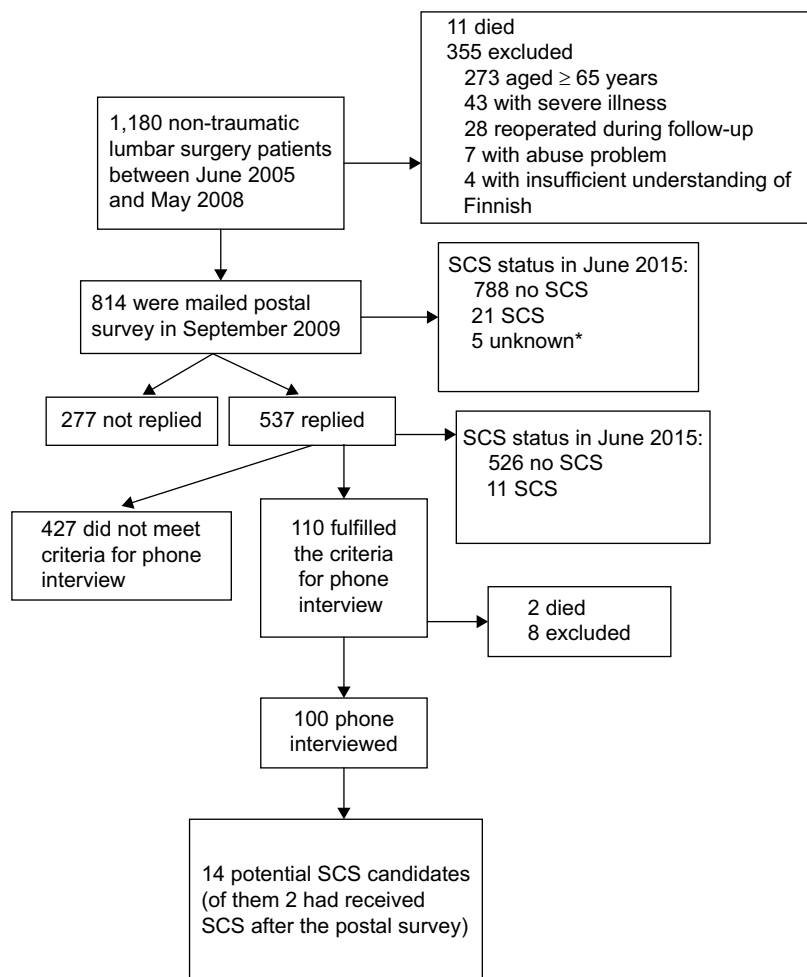 11 died
355 excluded
273 aged ≥ 65 years
43 with severe illness
28 reoperated during follow-up
7 with abuse problem
4 with insufficient understanding of
Finnish
1,180 non-traumatic
lumbar surgery patients
between June 2005
and May 2008
814 were mailed postal
survey in September 2009
SCS status in June 2015:
788 no SCS
21 SCS
5 unknown*
277 not replied
537 replied
SCS status in June 2015:
526 no SCS
11 SCS
427 did not meet
criteria for phone
interview
110 fulfilled
the criteria
for phone
interview
2 died
8 excluded
100 phone
interviewed
14 potential SCS candidates
(of them 2 had received
SCS after the postal survey)